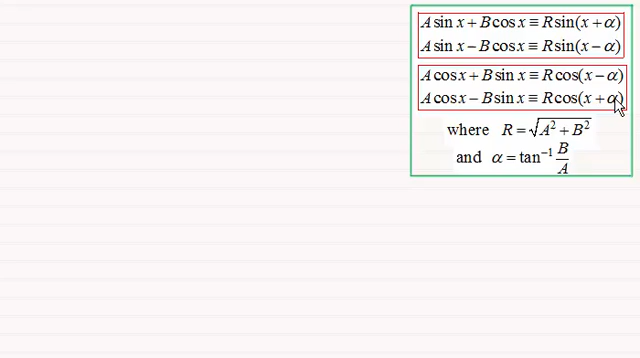 A sin x + B cos x ≡ R sin(x + α)
A sin x − B cos x ≡ R sin(x − α)
A cos x + B sin x ≡ R cos(x − α)
A cos x − B sin x ≡ R cos(x + α)
where R = √(A² + B²)
and α = tan⁻¹ B/A